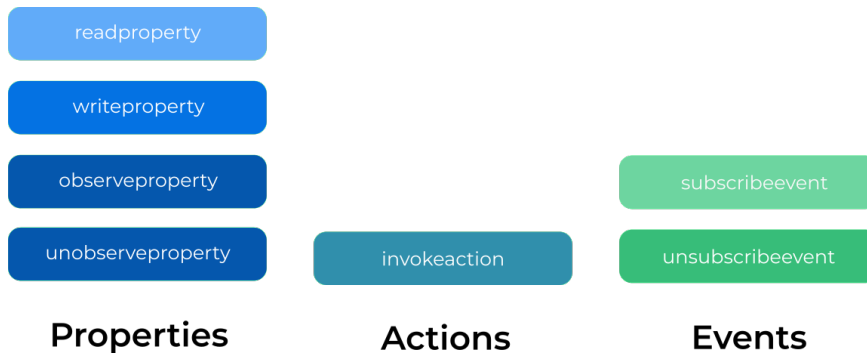 readproperty
writeproperty
observeproperty
unobserveproperty
Properties
invokeaction
Actions
subscribeevent
unsubscribeevent
Events